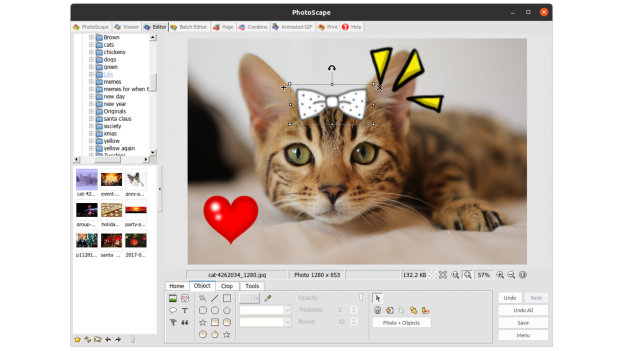 PhotoScape
PhotoScape Viewer Editor Batch Editor Page Combine Animated GIF Print Help
Brown
cats
chickens
dogs
green
Life
memes
memes for when t
new day
new year
Originals
santa claus
society
xmas
yellow
yellow again
Zucchini
cat-42... event-... grey-a...
group-... holida... party-p...
p11281... santa ... 2017-0...
cat-4262034_1280.jpg Photo 1280 x 853 132.2 KB 57%
Home Object Crop Tools
Opacity
Thickness 2
Round 32
T
Photo + Objects
Undo Redo
Undo All
Save
Menu